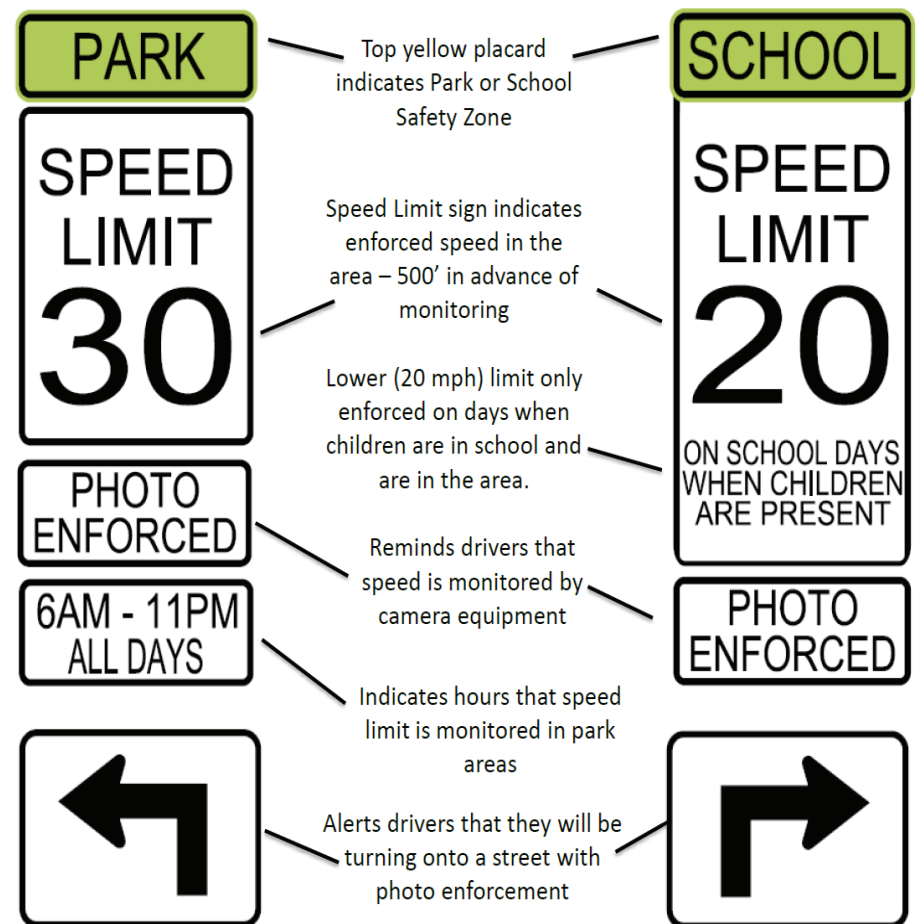 PARK
SPEED
LIMIT
30
PHOTO
ENFORCED
6AM - 11PM
ALL DAYS
Top yellow placard
indicates Park or School
Safety Zone
Speed Limit sign indicates
enforced speed in the
area – 500’ in advance of
monitoring
Lower (20 mph) limit only
enforced on days when
children are in school and
are in the area.
Reminds drivers that
speed is monitored by
camera equipment
Indicates hours that speed
limit is monitored in park
areas
Alerts drivers that they will be
turning onto a street with
photo enforcement
SCHOOL
SPEED
LIMIT
20
ON SCHOOL DAYS
WHEN CHILDREN
ARE PRESENT
PHOTO
ENFORCED